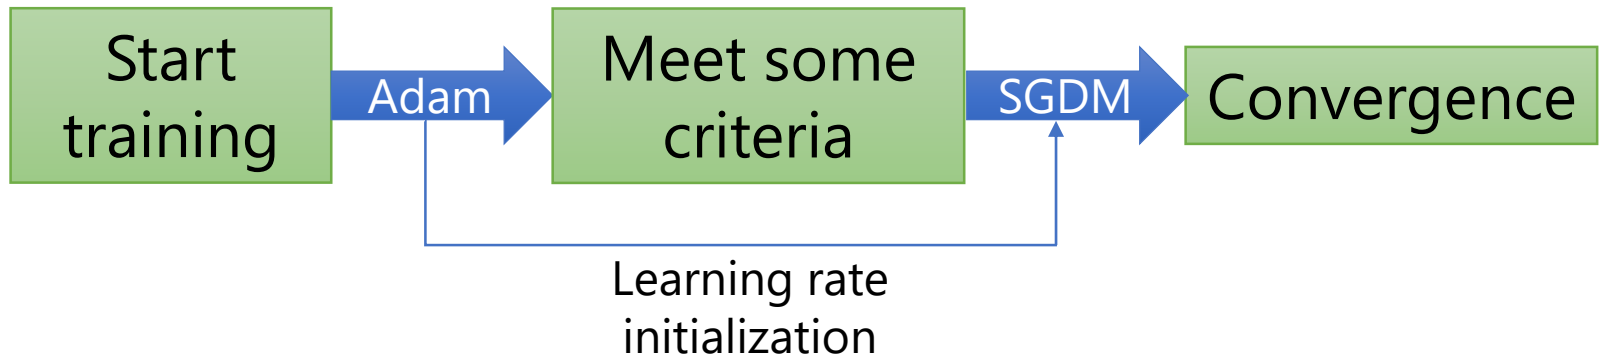 Start
training
Adam
Meet some
criteria
SGDM
Convergence
Learning rate
initialization